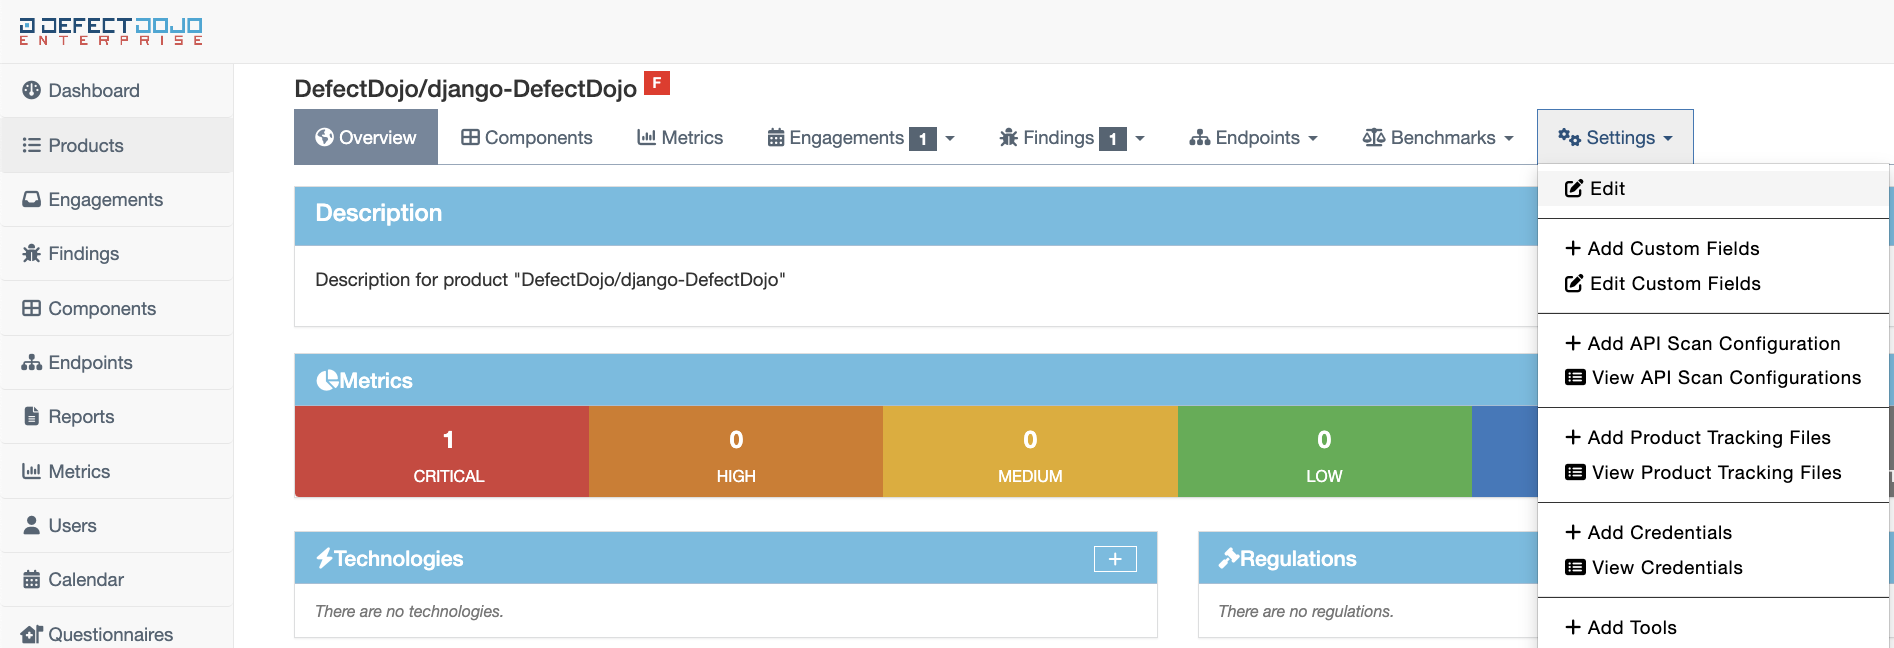 DEFECTDOJO
ENTERPRISE
Dashboard
Products
Engagements
Findings
Components
Endpoints
Reports
Metrics
Users
Calendar
Questionnaires
DefectDojo/django-DefectDojo F
Overview Components Metrics Engagements 1 Findings 1 Endpoints Benchmarks Settings
Description
Description for product "DefectDojo/django-DefectDojo"
Metrics
1 0 0 0
CRITICAL HIGH MEDIUM LOW
Technologies +
There are no technologies.
Regulations
There are no regulations.
Edit
+ Add Custom Fields
Edit Custom Fields
+ Add API Scan Configuration
View API Scan Configurations
+ Add Product Tracking Files
View Product Tracking Files
+ Add Credentials
View Credentials
+ Add Tools